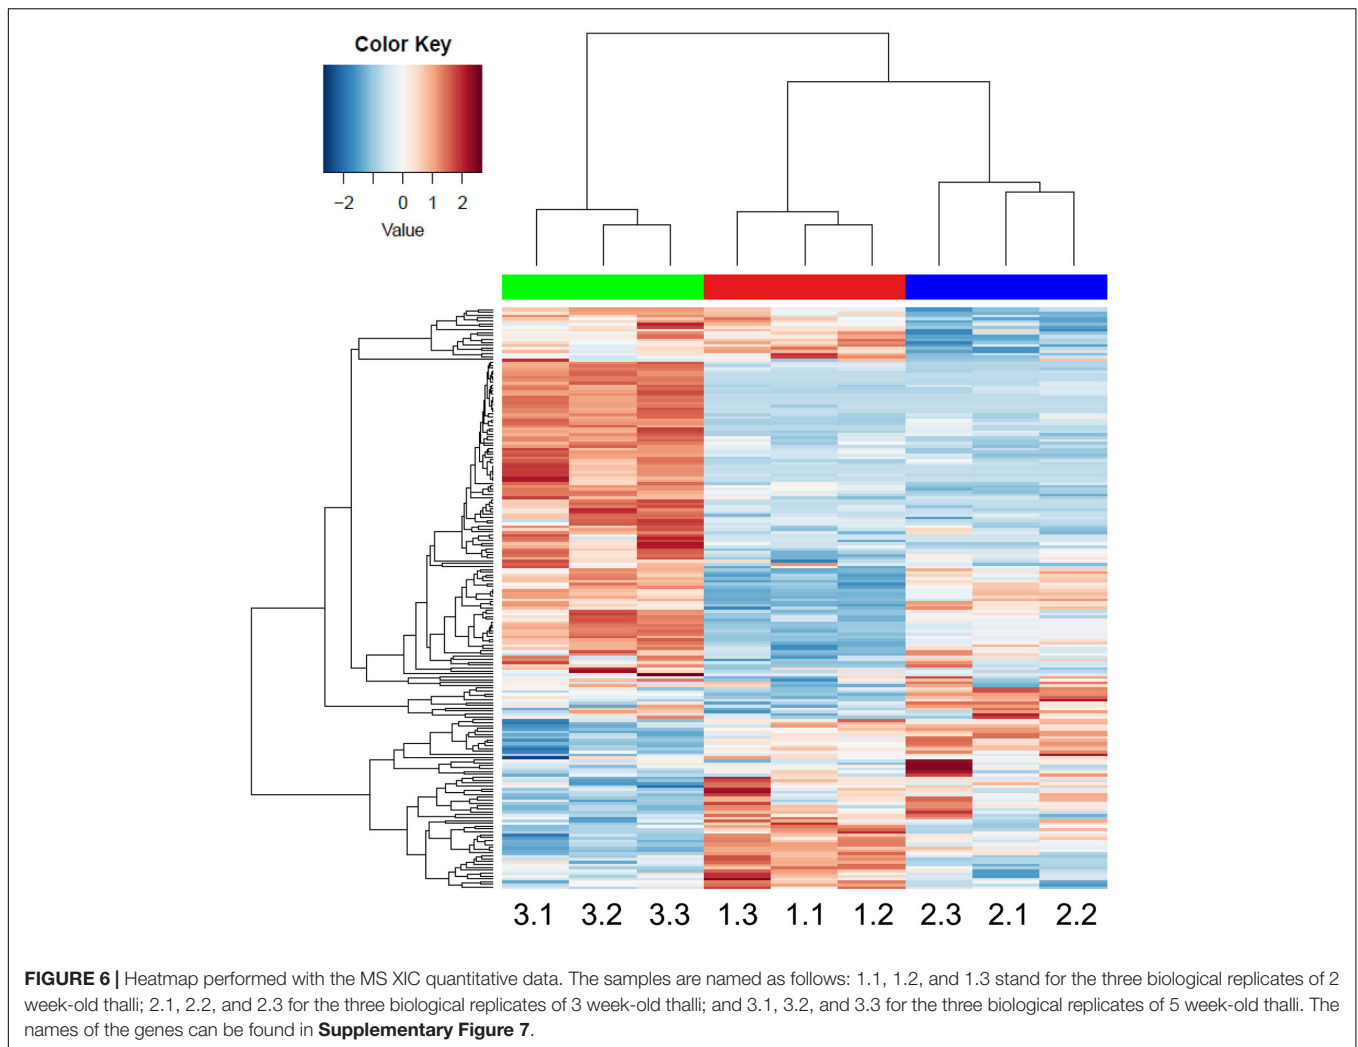 Color Key
−2 0 1 2
Value
3.1 3.2 3.3 1.3 1.1 1.2 2.3 2.1 2.2
FIGURE 6 | Heatmap performed with the MS XIC quantitative data. The samples are named as follows: 1.1, 1.2, and 1.3 stand for the three biological replicates of 2
week-old thalli; 2.1, 2.2, and 2.3 for the three biological replicates of 3 week-old thalli; and 3.1, 3.2, and 3.3 for the three biological replicates of 5 week-old thalli. The
names of the genes can be found in Supplementary Figure 7.